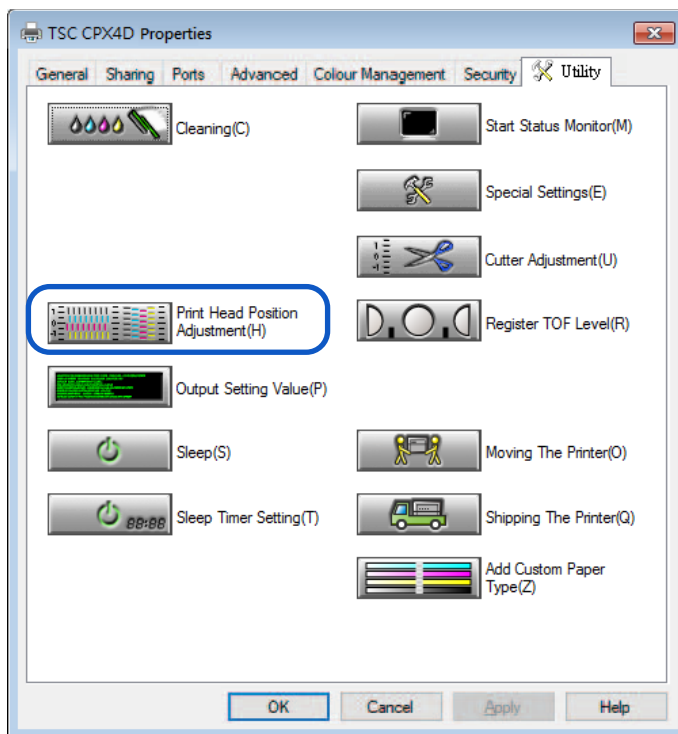 TSC CPX4D Properties
General Sharing Ports Advanced Colour Management Security Utility
Cleaning(C)
Start Status Monitor(M)
Special Settings(E)
Cutter Adjustment(U)
Print Head Position
Adjustment(H)
Register TOF Level(R)
Output Setting Value(P)
Sleep(S)
Moving The Printer(O)
Sleep Timer Setting(T)
Shipping The Printer(Q)
Add Custom Paper
Type(Z)
OK Cancel Apply Help